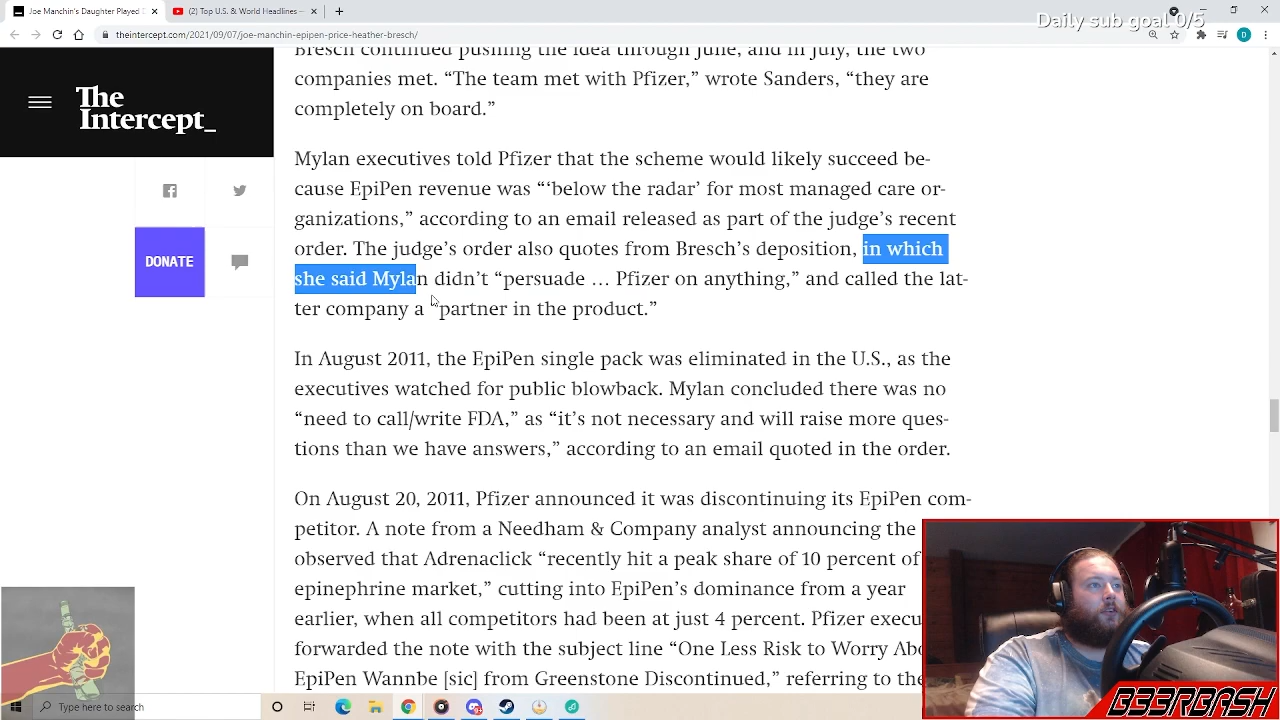 Joe Manchin's Daughter Played D
(2) Top U.S. & World Headlines –
Daily sub goal 0/5
theintercept.com/2021/09/07/joe-manchin-epipen-price-heather-bresch/
D
The
Intercept_
DONATE
Bresch continued pushing the idea through june, and in july, the two
companies met. “The team met with Pfizer,” wrote Sanders, “they are
completely on board.”
Mylan executives told Pfizer that the scheme would likely succeed be-
cause EpiPen revenue was “‘below the radar’ for most managed care or-
ganizations,” according to an email released as part of the judge’s recent
order. The judge’s order also quotes from Bresch’s deposition, in which
she said Mylan didn’t “persuade … Pfizer on anything,” and called the lat-
ter company a “partner in the product.”
In August 2011, the EpiPen single pack was eliminated in the U.S., as the
executives watched for public blowback. Mylan concluded there was no
“need to call/write FDA,” as “it’s not necessary and will raise more ques-
tions than we have answers,” according to an email quoted in the order.
On August 20, 2011, Pfizer announced it was discontinuing its EpiPen com-
petitor. A note from a Needham & Company analyst announcing the
observed that Adrenaclick “recently hit a peak share of 10 percent of
epinephrine market,” cutting into EpiPen’s dominance from a year
earlier, when all competitors had been at just 4 percent. Pfizer execu
forwarded the note with the subject line “One Less Risk to Worry Abo
EpiPen Wannbe [sic] from Greenstone Discontinued,” referring to the
Type here to search
B33RBASH